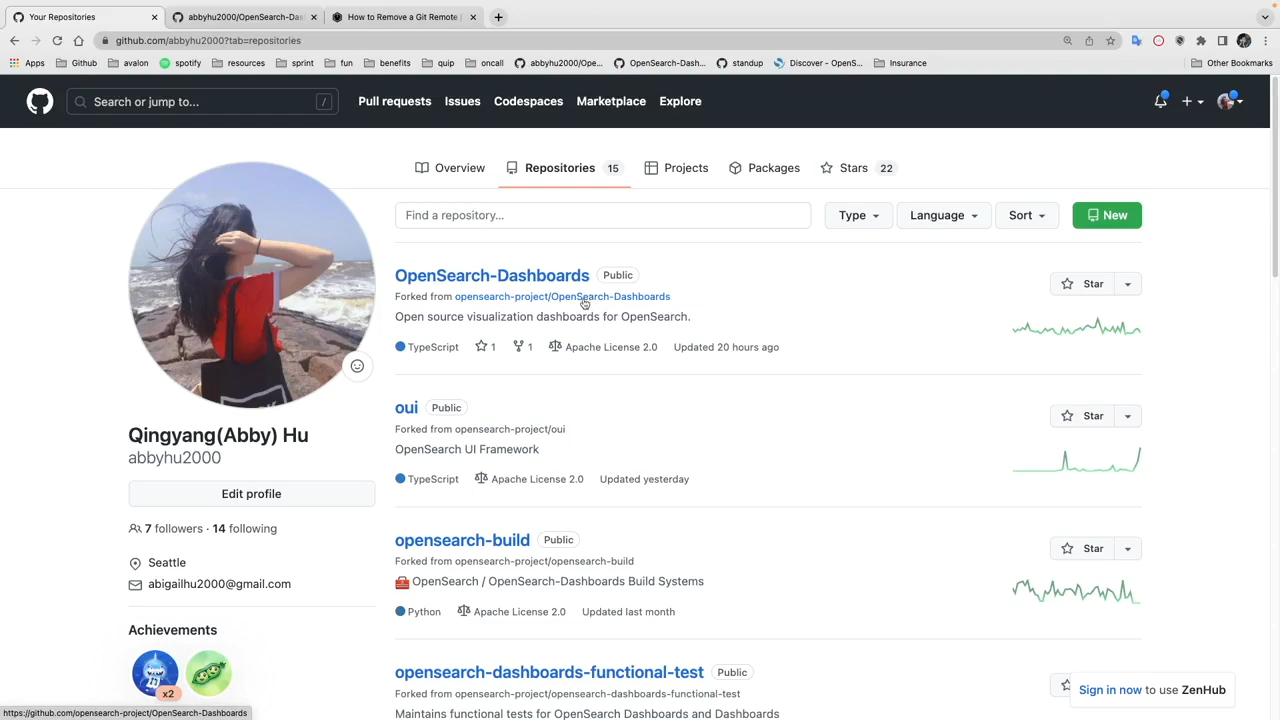 Your Repositories
abbyhu2000/OpenSearch-Das
How to Remove a Git Remote
github.com/abbyhu2000?tab=repositories
Apps
Github
avalon
spotify
resources
sprint
fun
benefits
quip
oncall
abbyhu2000/Ope...
OpenSearch-Dash...
standup
Discover - OpenS...
Insurance
Other Bookmarks
Search or jump to...
/
Pull requests
Issues
Codespaces
Marketplace
Explore
Overview
Repositories 15
Projects
Packages
Stars 22
Find a repository...
Type
Language
Sort
New
OpenSearch-Dashboards Public
Star
Forked from opensearch-project/OpenSearch-Dashboards
Open source visualization dashboards for OpenSearch.
TypeScript 1 1 Apache License 2.0 Updated 20 hours ago
oui Public
Star
Forked from opensearch-project/oui
OpenSearch UI Framework
TypeScript Apache License 2.0 Updated yesterday
opensearch-build Public
Star
Forked from opensearch-project/opensearch-build
OpenSearch / OpenSearch-Dashboards Build Systems
Python Apache License 2.0 Updated last month
opensearch-dashboards-functional-test Public
Forked from opensearch-project/opensearch-dashboards-functional-test
Maintains functional tests for OpenSearch Dashboards and Dashboards
Qingyang(Abby) Hu
abbyhu2000
Edit profile
7 followers · 14 following
Seattle
abigailhu2000@gmail.com
Achievements
x2
Sign in now to use ZenHub
https://github.com/opensearch-project/OpenSearch-Dashboards